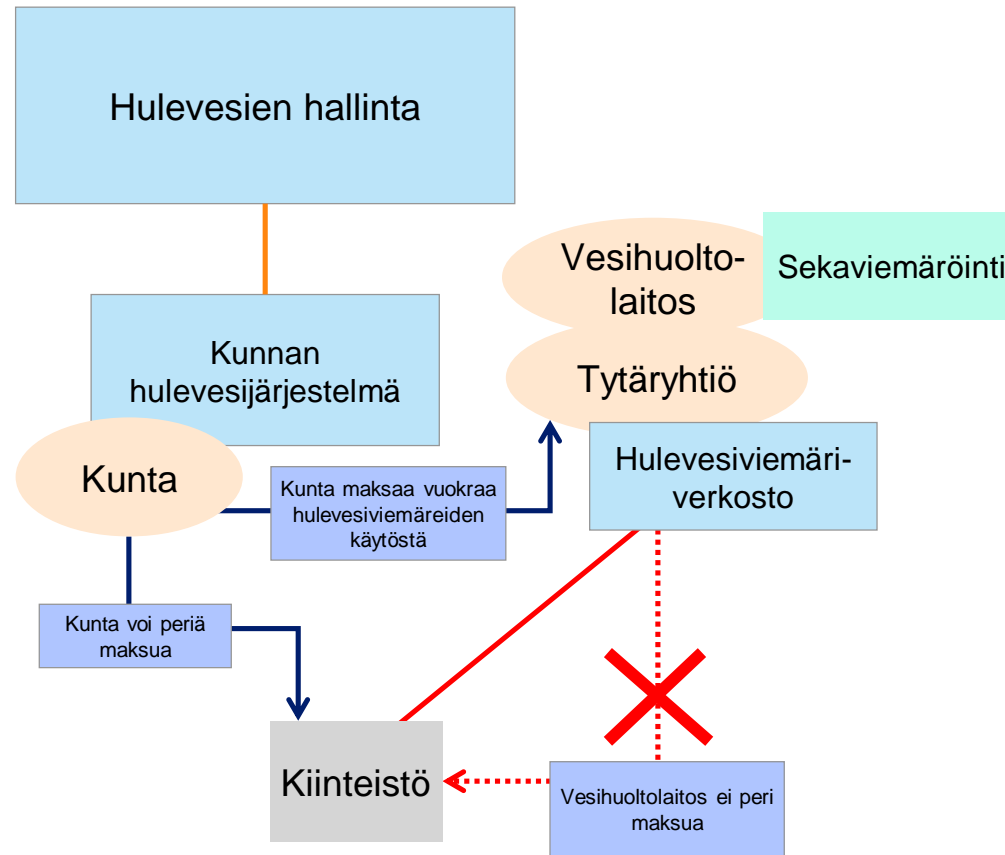 Hulevesien hallinta
Vesihuolto-
laitos
Sekaviemäröinti
Kunnan
hulevesijärjestelmä
Tytäryhtiö
Kunta
Kunta maksaa vuokraa
hulevesiviemäreiden
käytöstä
Hulevesiviemäri-
verkosto
Kunta voi periä
maksua
Kiinteistö
Vesihuoltolaitos ei peri
maksua